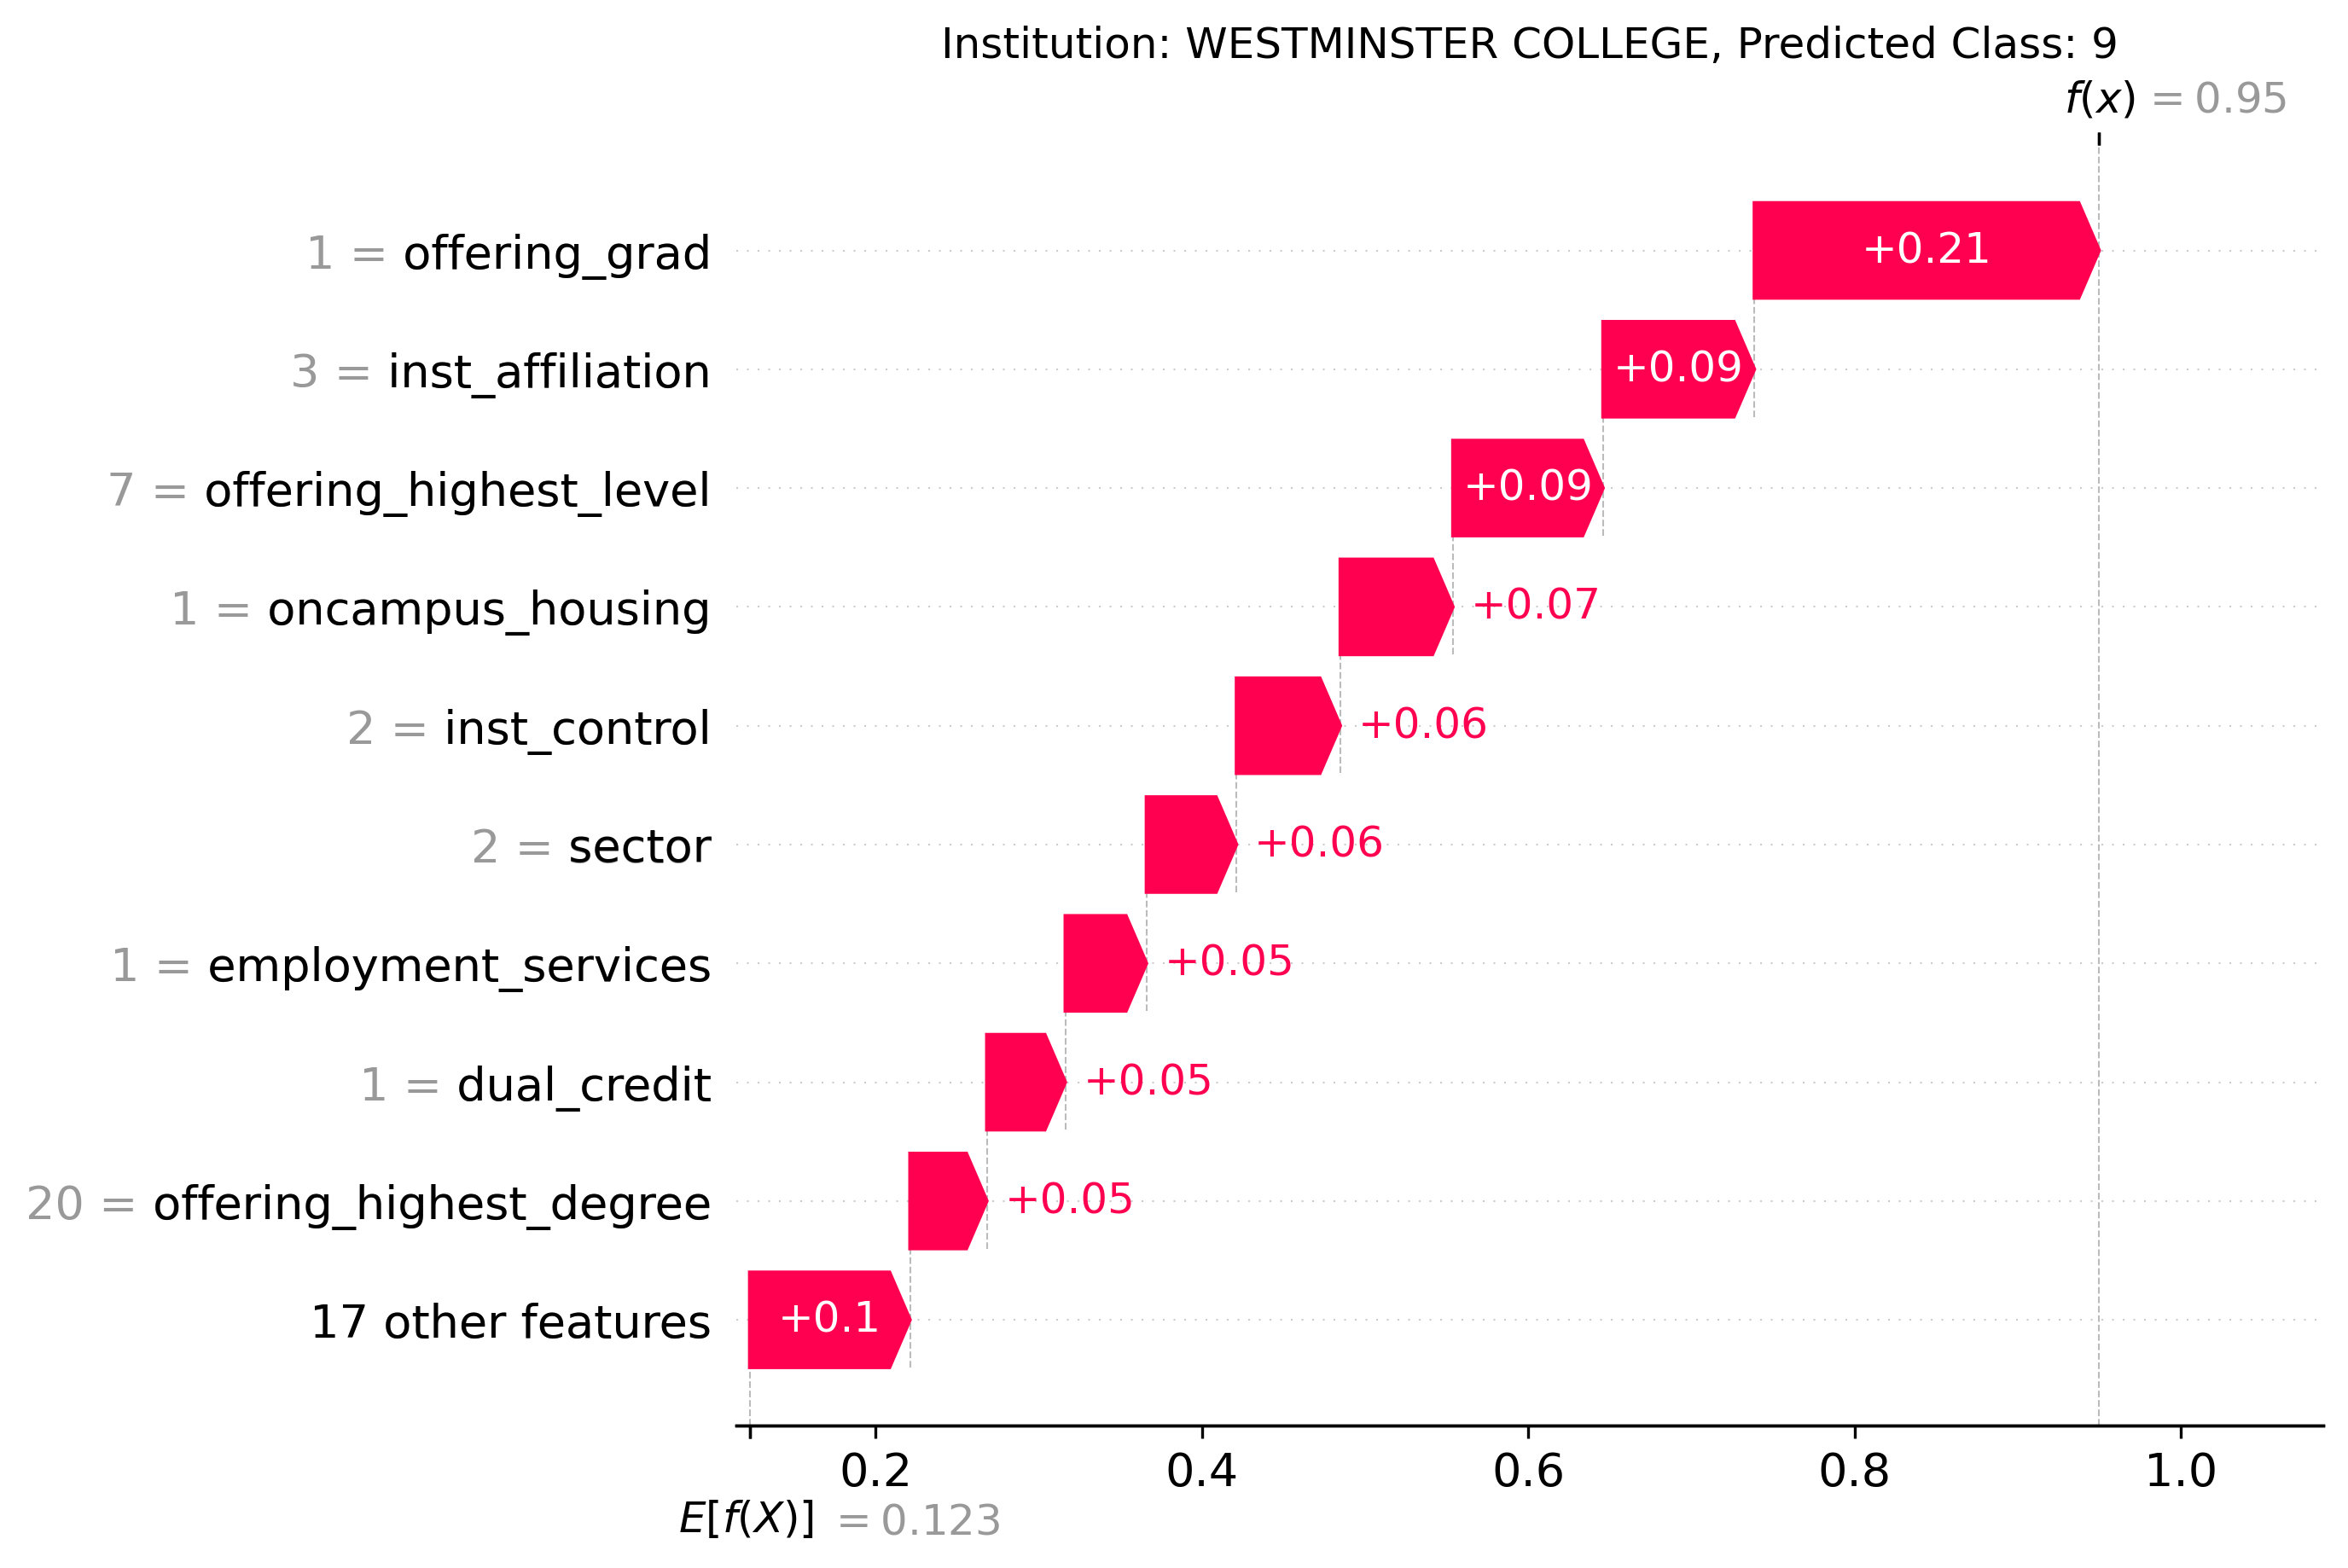 Institution: WESTMINSTER COLLEGE, Predicted Class: 9
f(x) = 0.95
1 = offering_grad +0.21
3 = inst_affiliation +0.09
7 = offering_highest_level +0.09
1 = oncampus_housing +0.07
2 = inst_control +0.06
2 = sector +0.06
1 = employment_services +0.05
1 = dual_credit +0.05
20 = offering_highest_degree +0.05
17 other features +0.1
0.2 0.4 0.6 0.8 1.0
E[f(X)] = 0.123